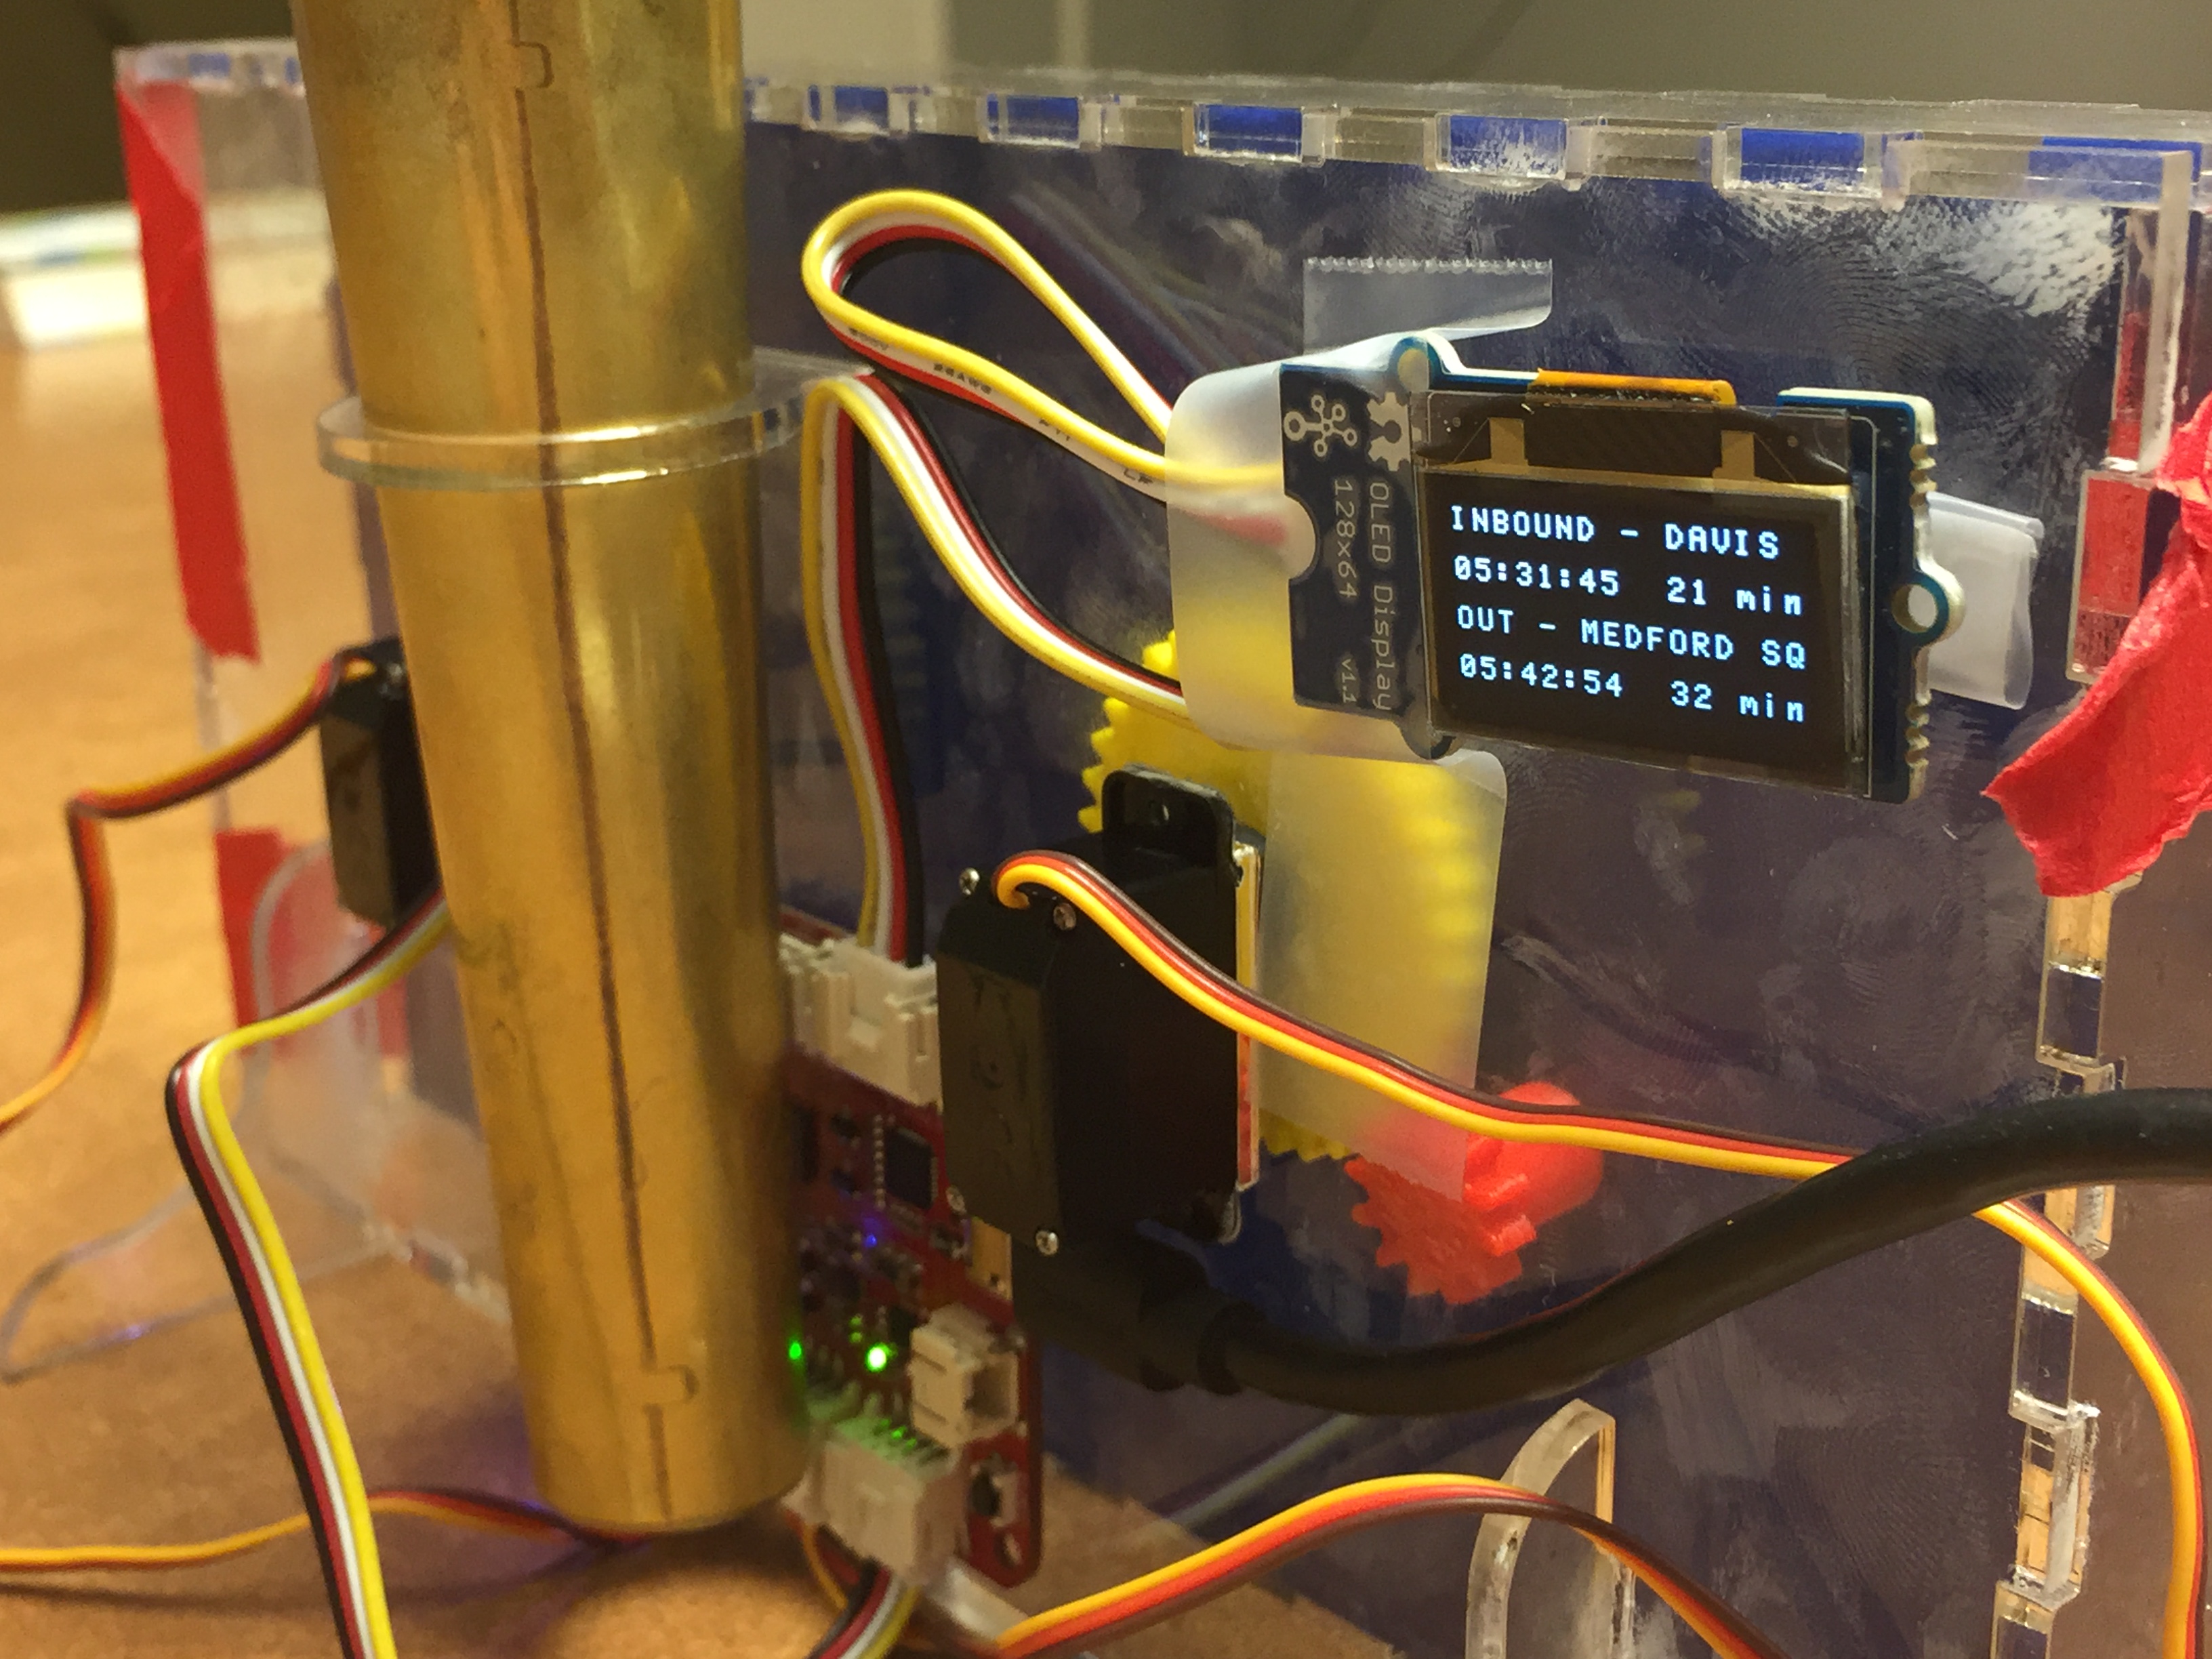 INBOUND - DAVIS
05:31:45 21 min
OUT - MEDFORD SQ
05:42:54 32 min
OLED Display v1.1
128x64
26AWG